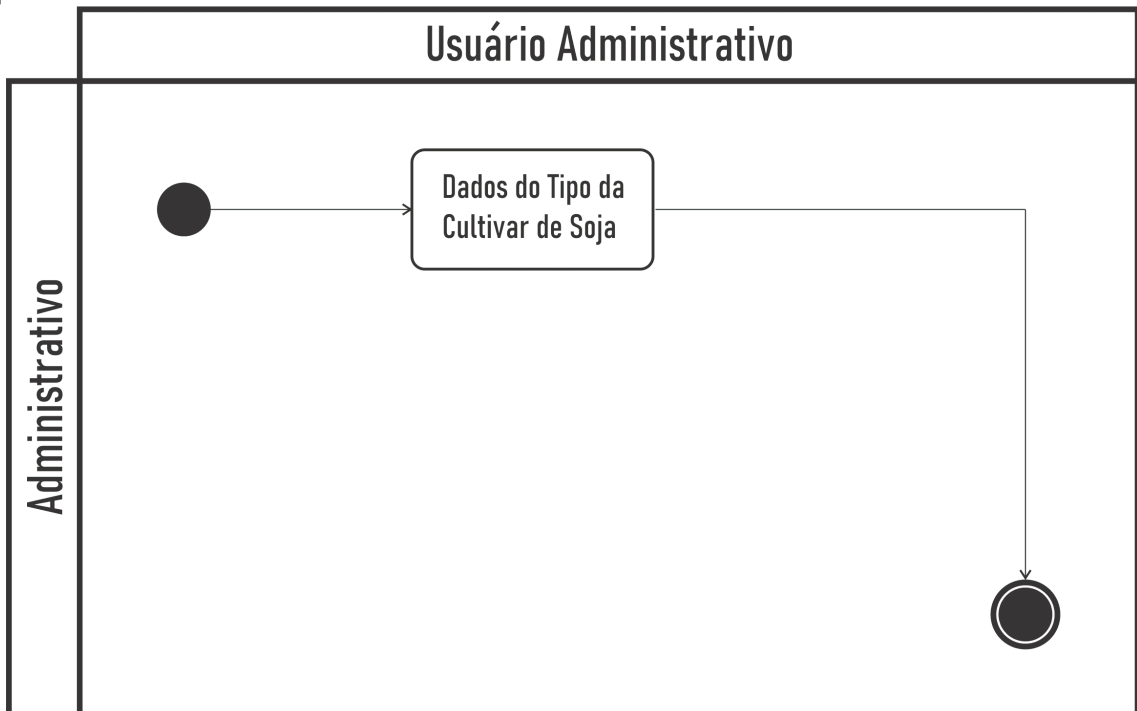 Usuário Administrativo
Administrativo
Dados do Tipo da
Cultivar de Soja